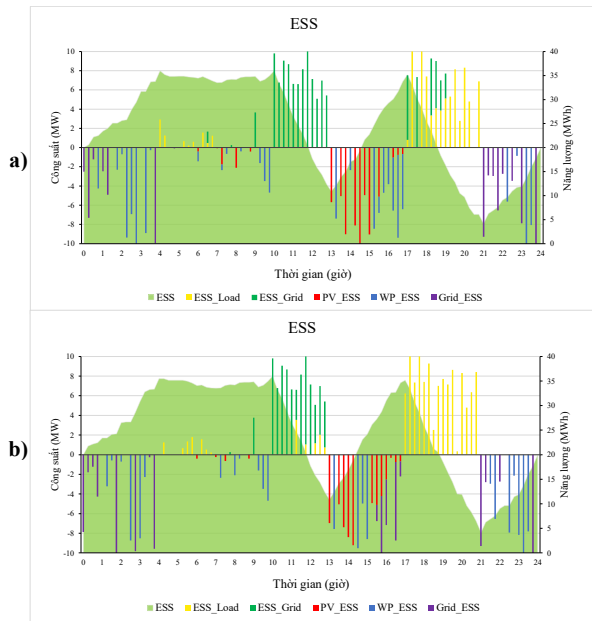 ESS
a)
Công suất (MW)
10
8
6
4
2
0
-2
-4
-6
-8
-10
40
35
30
25
20
15
10
5
0
Năng lượng (MWh)
0 1 2 3 4 5 6 7 8 9 10 11 12 13 14 15 16 17 18 19 20 21 22 23 24
Thời gian (giờ)
ESS ESS_Load ESS_Grid PV_ESS WP_ESS Grid_ESS
ESS
b)
Công suất (MW)
10
8
6
4
2
0
-2
-4
-6
-8
-10
40
35
30
25
20
15
10
5
0
Năng lượng (MWh)
0 1 2 3 4 5 6 7 8 9 10 11 12 13 14 15 16 17 18 19 20 21 22 23 24
Thời gian (giờ)
ESS ESS_Load ESS_Grid PV_ESS WP_ESS Grid_ESS